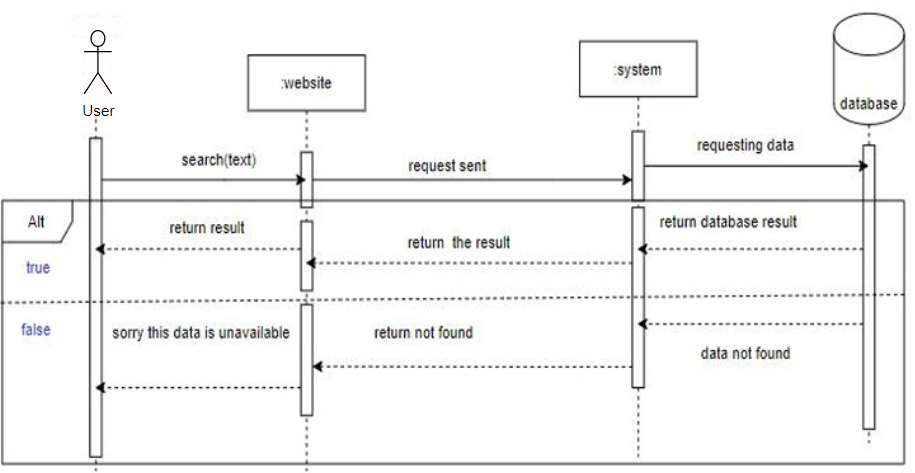 User
:website
:system
database
search(text)
request sent
requesting data
Alt
return result
return the result
return database result
true
false
sorry this data is unavailable
return not found
data not found